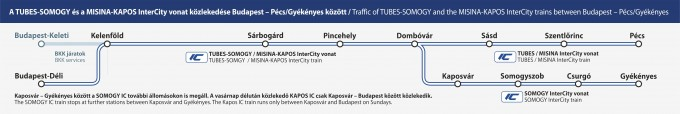 A TUBES-SOMOGY és a MISINA-KAPOS InterCity vonat közlekedése Budapest – Pécs/Gyékényes között / Traffic of TUBES-SOMOGY and the MISINA-KAPOS InterCity trains between Budapest – Pécs/Gyékényes
Budapest-Keleti Kelenföld Sárbogárd Pincehely Dombóvár Sásd Szentlőrinc Pécs
BKK járatok
BKK services
IC TUBES-SOMOGY / MISINA-KAPOS InterCity vonat
TUBES-SOMOGY / MISINA-KAPOS InterCity train
IC TUBES / MISINA InterCity vonat
TUBES / MISINA InterCity train
Budapest-Déli Kaposvár Somogyszob Csurgó Gyékényes
IC SOMOGY InterCity vonat
SOMOGY InterCity train
Kaposvár – Gyékényes között a SOMOGY IC további állomásokon is megáll. A vasárnap délután közlekedő KAPOS IC csak Kaposvár – Budapest között közlekedik.
The SOMOGY IC train stops at further stations between Kaposvár and Gyékényes. The Kapos IC train runs only between Kaposvár and Budapest on Sundays.